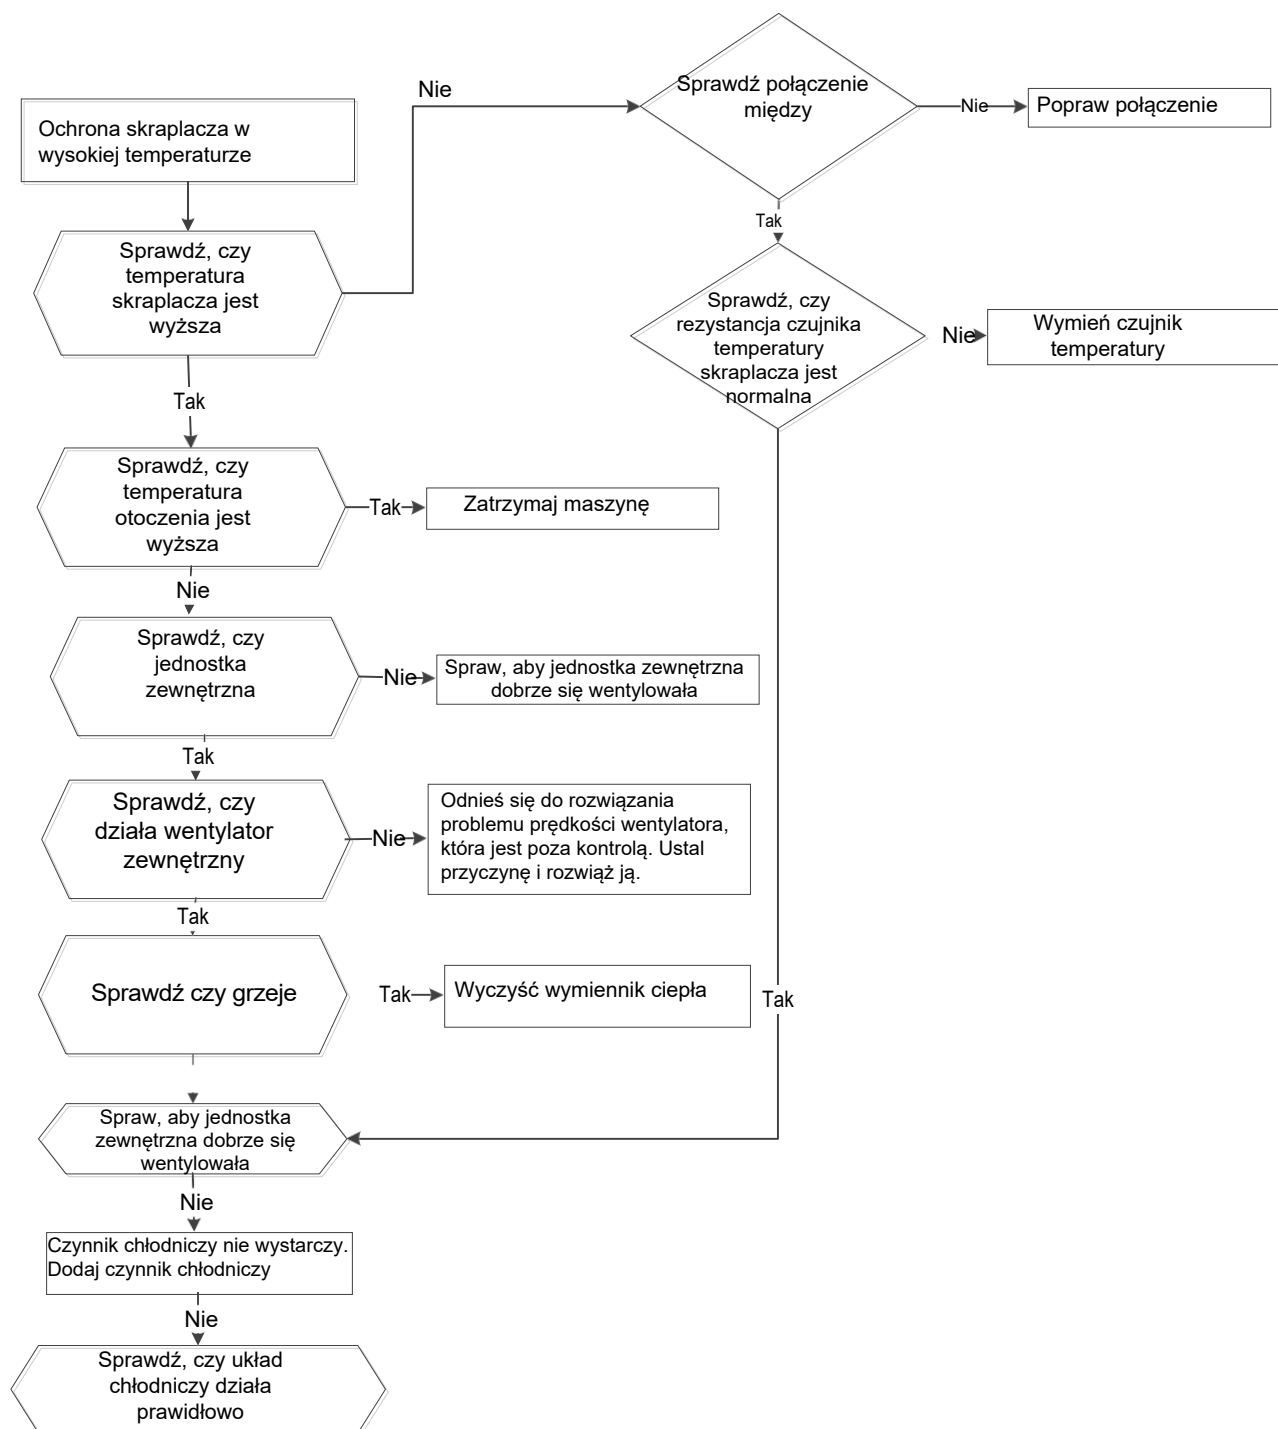 Ochrona skraplacza w
wysokiej temperaturze
Nie
Sprawdź połączenie
między
Nie
Popraw połączenie
Tak
Sprawdź, czy
temperatura
skraplacza jest
wyższa
Sprawdź, czy
rezystancja czujnika
temperatury
skraplacza jest
normalna
Nie
Wymień czujnik
temperatury
Tak
Sprawdź, czy
temperatura
otoczenia jest
wyższa
Tak
Zatrzymaj maszynę
Nie
Sprawdź, czy
jednostka
zewnętrzna
Nie
Spraw, aby jednostka zewnętrzna
dobrze się wentylowała
Tak
Sprawdź, czy
działa wentylator
zewnętrzny
Nie
Odnieś się do rozwiązania
problemu prędkości wentylatora,
która jest poza kontrolą. Ustal
przyczynę i rozwiąż ją.
Tak
Sprawdź czy grzeje
Tak
Wyczyść wymiennik ciepła
Tak
Spraw, aby jednostka
zewnętrzna dobrze się
wentylowała
Nie
Czynnik chłodniczy nie wystarczy.
Dodaj czynnik chłodniczy
Nie
Sprawdź, czy układ
chłodniczy działa
prawidłowo